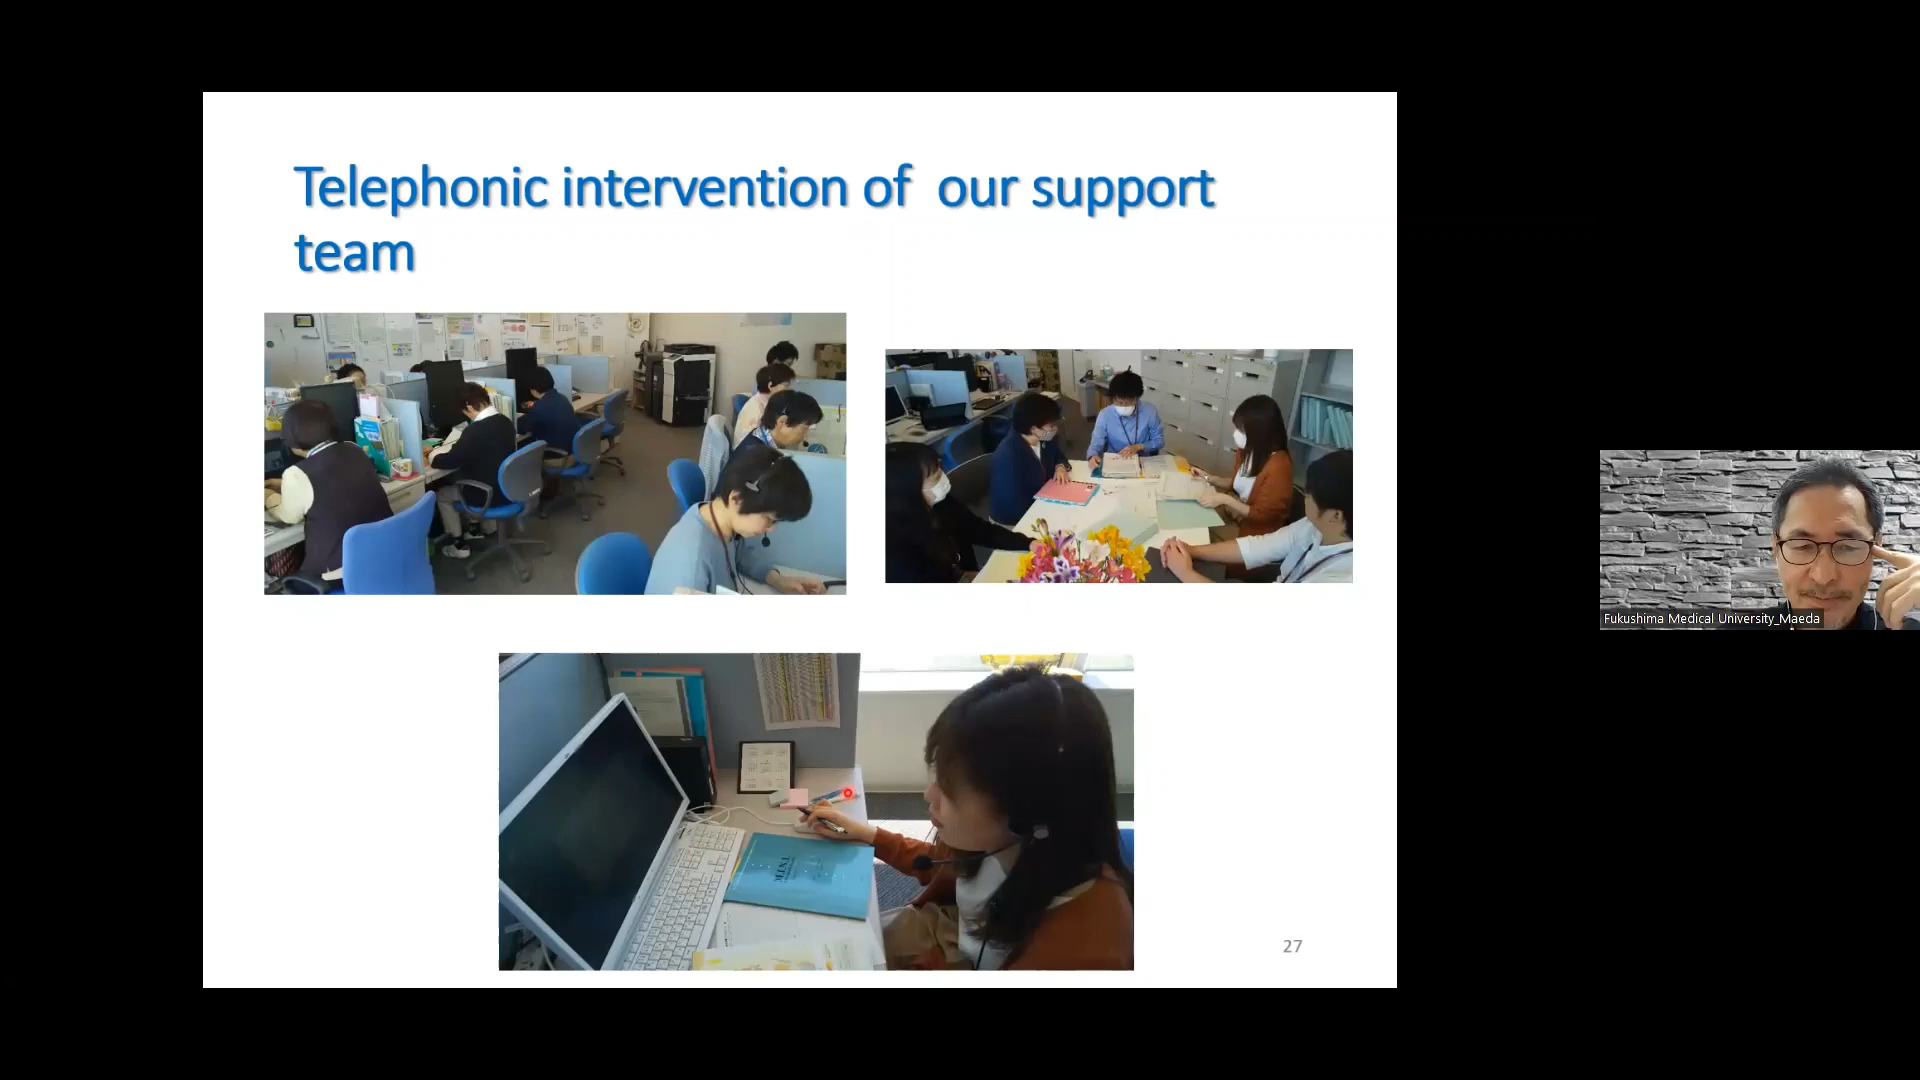 Telephonic intervention of our support
team
27
Fukushima Medical University_Maeda